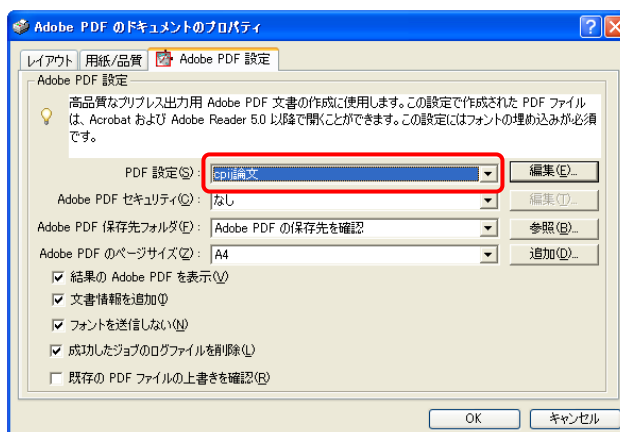 Adobe PDF のドキュメントのプロパティ
レイアウト 用紙/品質 Adobe PDF 設定
Adobe PDF 設定
高品質なプリプレス出力用 Adobe PDF 文書の作成に使用します。この設定で作成された PDF ファイル
は、Acrobat および Adobe Reader 5.0 以降で開くことができます。この設定にはフォントの埋め込みが必須
です。
PDF 設定(S): cpij論文 編集(E)...
Adobe PDF セキュリティ(C): なし 編集(T)...
Adobe PDF 保存先フォルダ(F): Adobe PDF の保存先を確認 参照(B)...
Adobe PDF のページサイズ(Z): A4 追加(D)...
結果の Adobe PDF を表示(V)
文書情報を追加(I)
フォントを送信しない(N)
成功したジョブのログファイルを削除(L)
既存の PDF ファイルの上書きを確認(R)
OK キャンセル